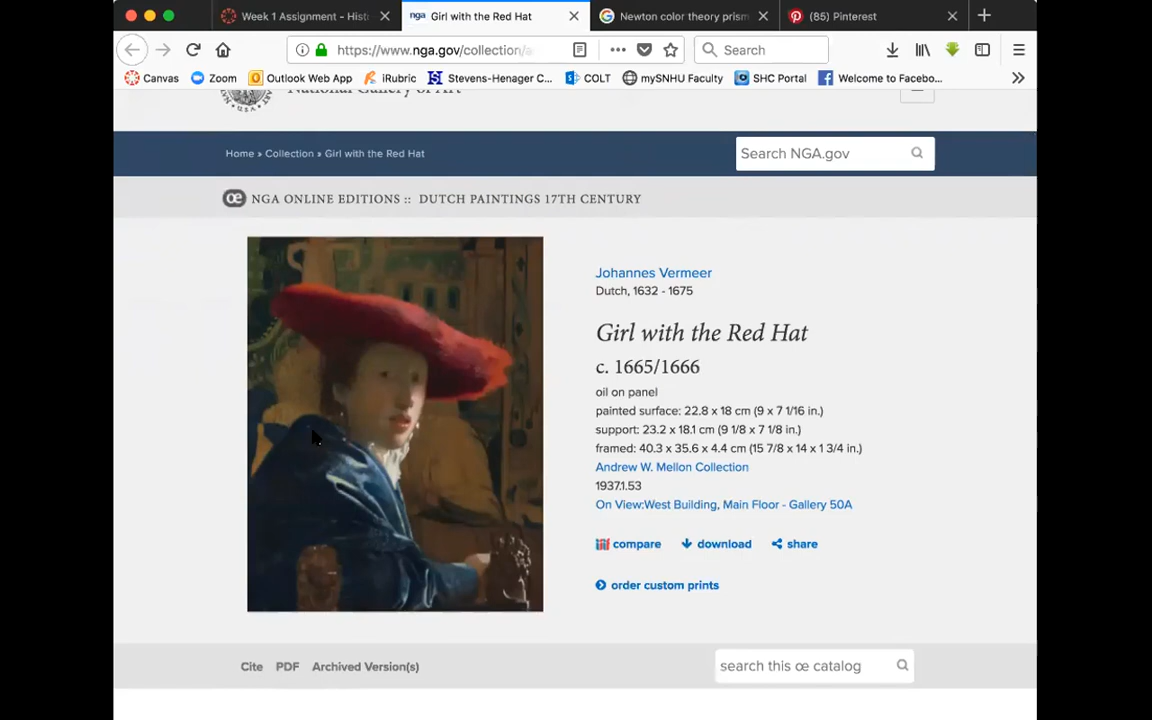 Week 1 Assignment - Hist
nga Girl with the Red Hat
Newton color theory prism
(85) Pinterest
https://www.nga.gov/collection/a
Search
Canvas Zoom Outlook Web App iRubric Stevens-Henager C... COLT mySNHU Faculty SHC Portal Welcome to Facebo...
National Gallery of Art
Home » Collection » Girl with the Red Hat
Search NGA.gov
œ NGA ONLINE EDITIONS :: DUTCH PAINTINGS 17TH CENTURY
Johannes Vermeer
Dutch, 1632 - 1675
Girl with the Red Hat
c. 1665/1666
oil on panel
painted surface: 22.8 x 18 cm (9 x 7 1/16 in.)
support: 23.2 x 18.1 cm (9 1/8 x 7 1/8 in.)
framed: 40.3 x 35.6 x 4.4 cm (15 7/8 x 14 x 1 3/4 in.)
Andrew W. Mellon Collection
1937.1.53
On View:West Building, Main Floor - Gallery 50A
compare download share
order custom prints
Cite PDF Archived Version(s)
search this œ catalog